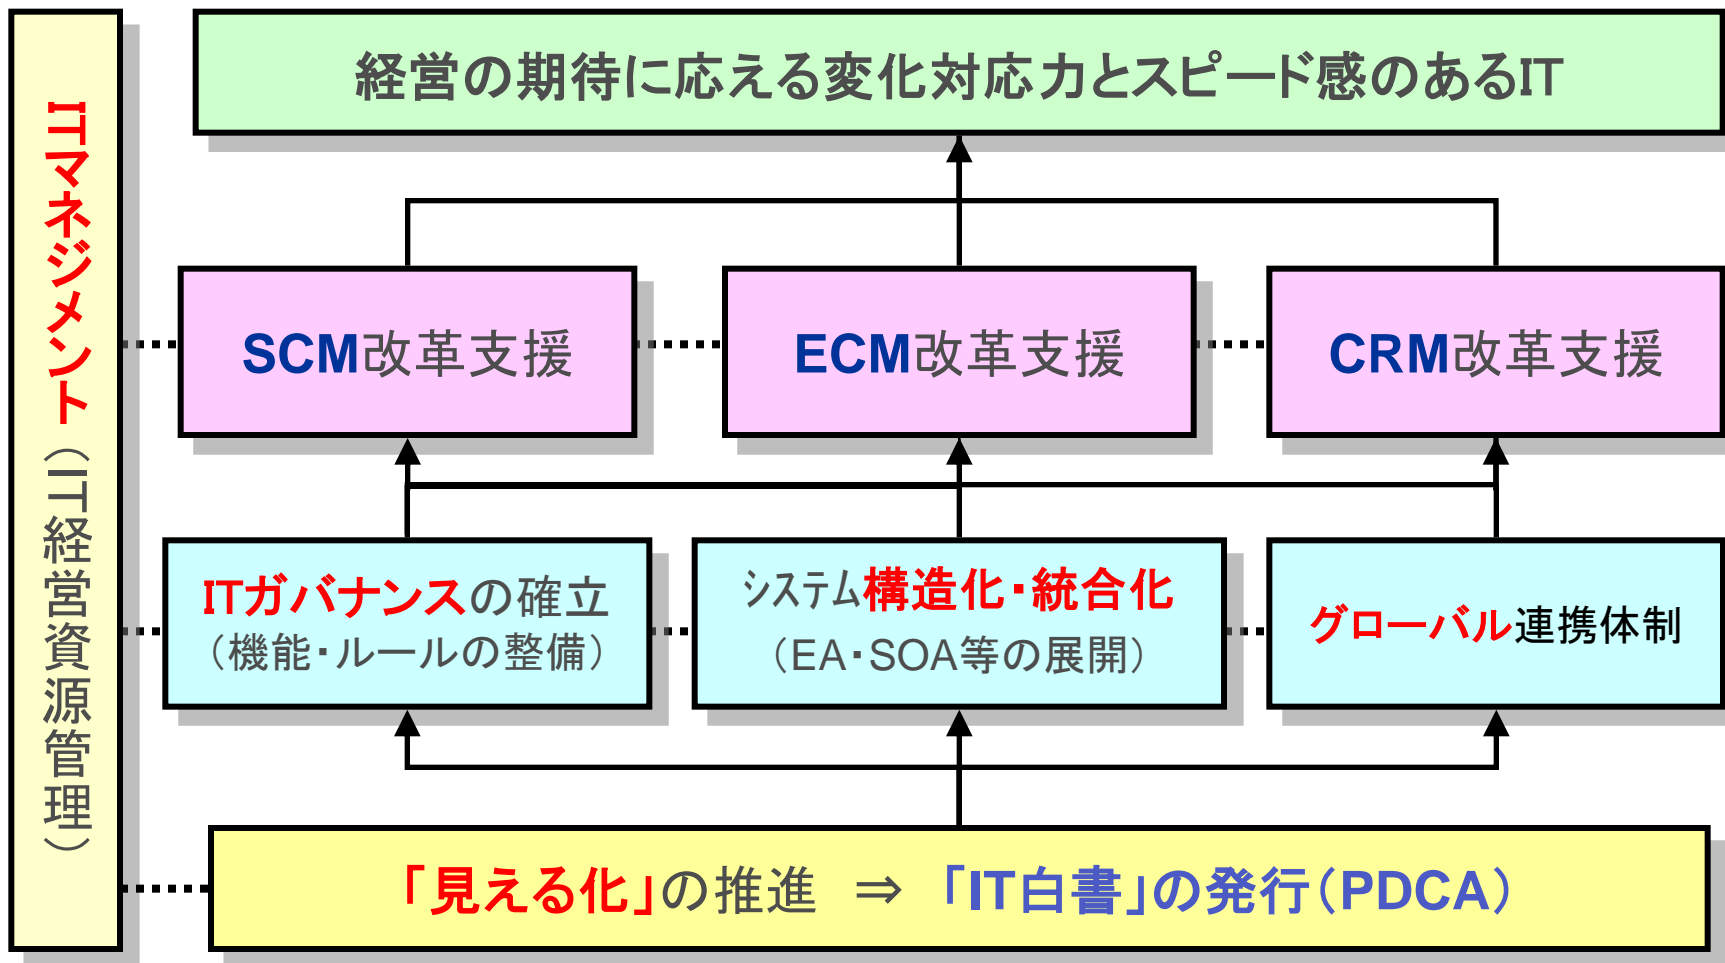 ITマネジメント（IT経営資源管理）
経営の期待に応える変化対応力とスピード感のあるIT
SCM改革支援
ECM改革支援
CRM改革支援
ITガバナンスの確立
（機能・ルールの整備）
システム構造化・統合化
（EA・SOA等の展開）
グローバル連携体制
「見える化」の推進　⇒　「IT白書」の発行（PDCA）